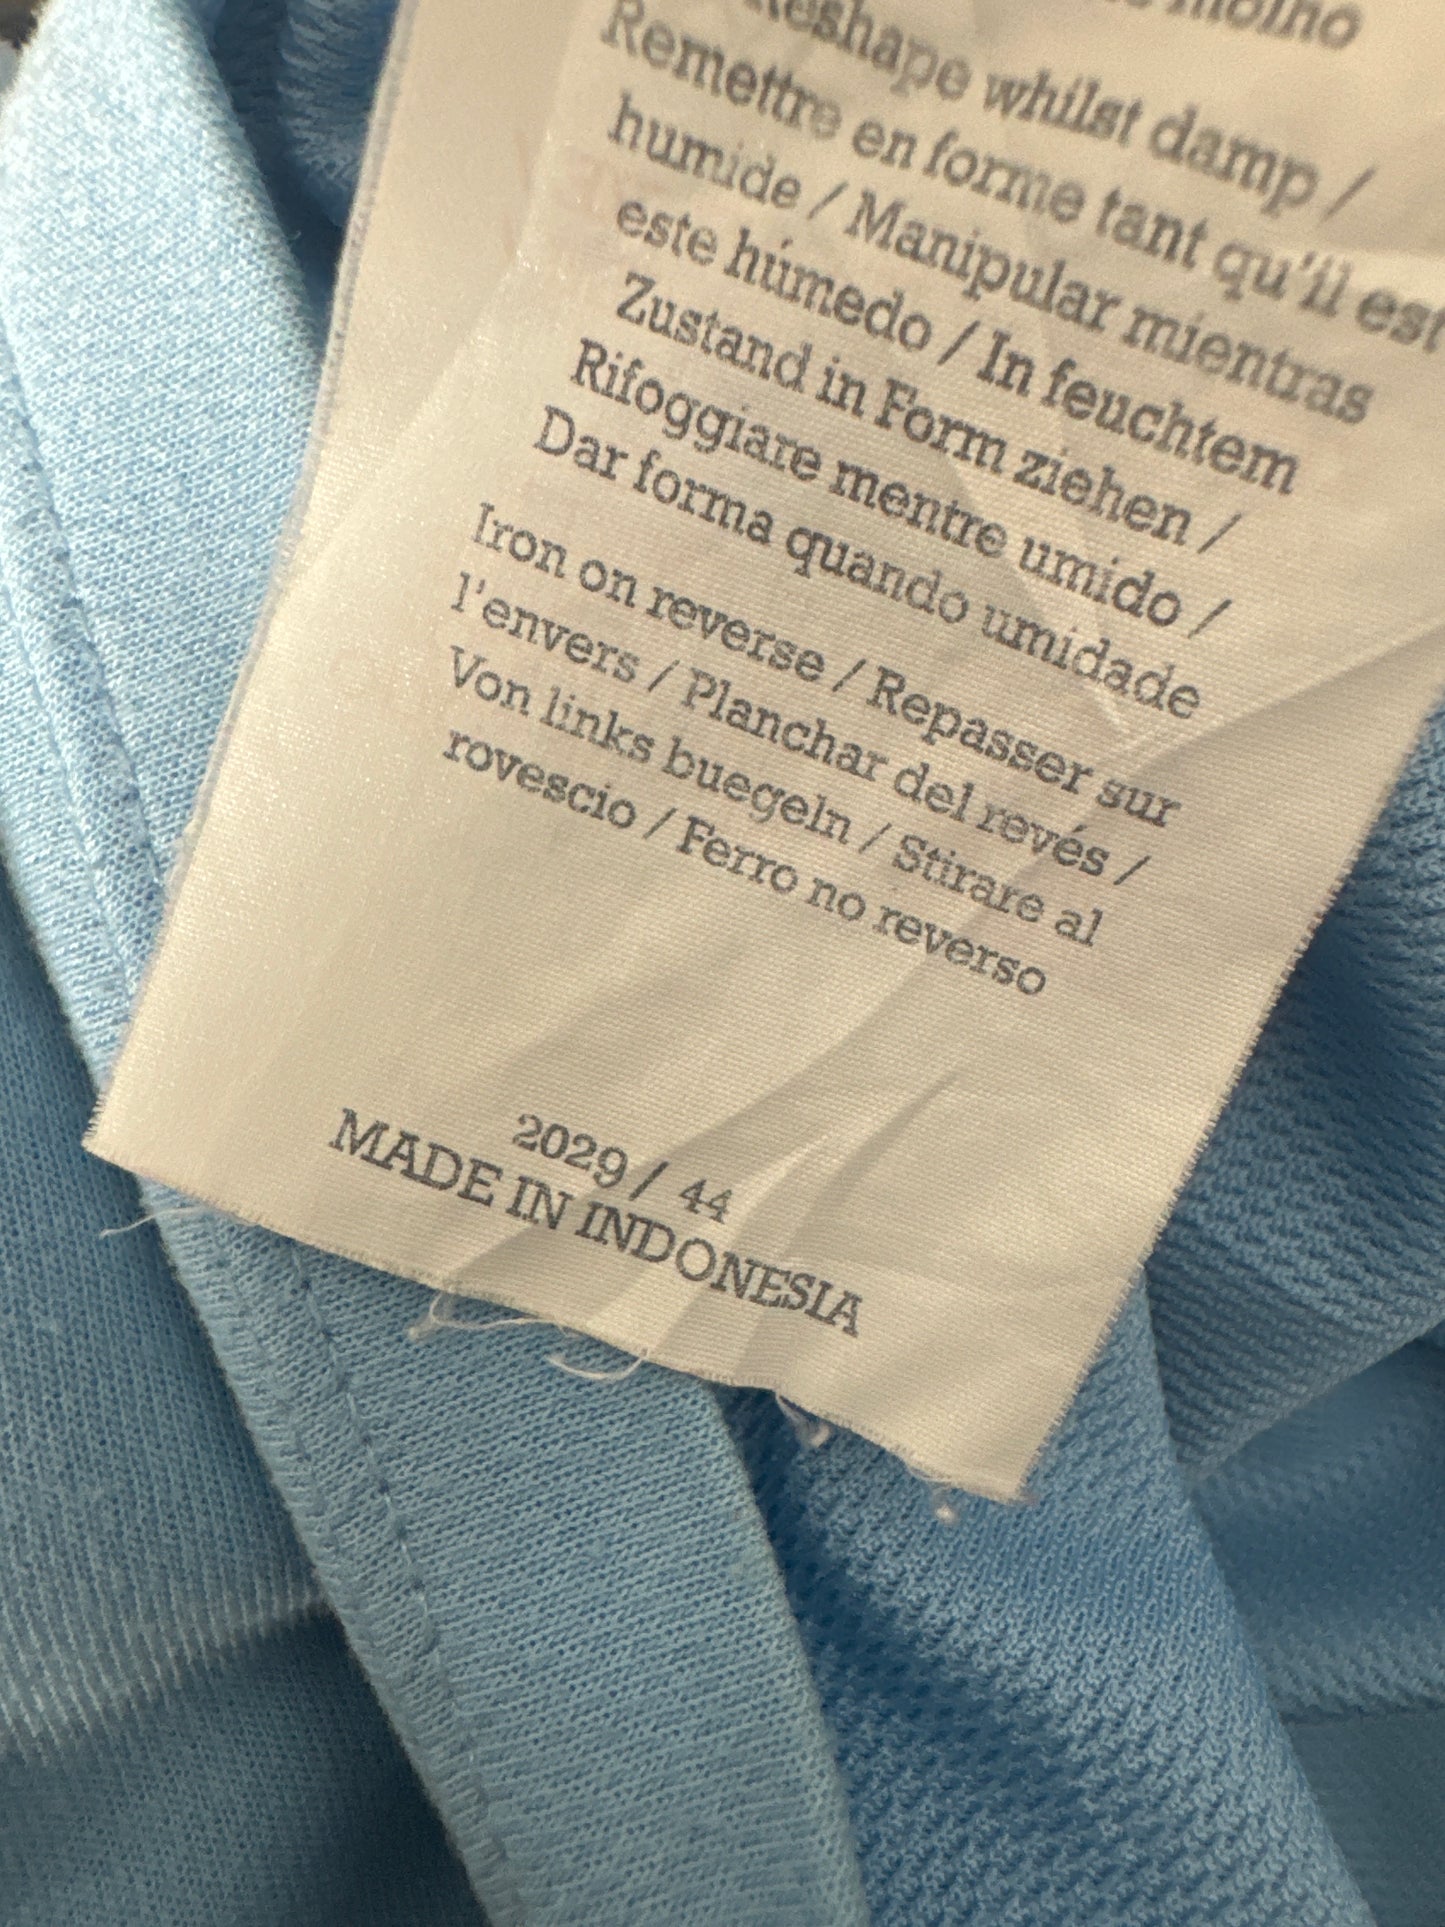 molho
Reshape whilst damp /
Remettre en forme tant qu'il est
humide / Manipular mientras
este húmedo / In feuchtem
Zustand in Form ziehen /
Rifoggiare mentre umido /
Dar forma quando umidade
Iron on reverse / Repasser sur
l'envers / Planchar del revés /
Von links buegeln / Stirare al
rovescio / Ferro no reverso
2029 / 44
MADE IN INDONESIA